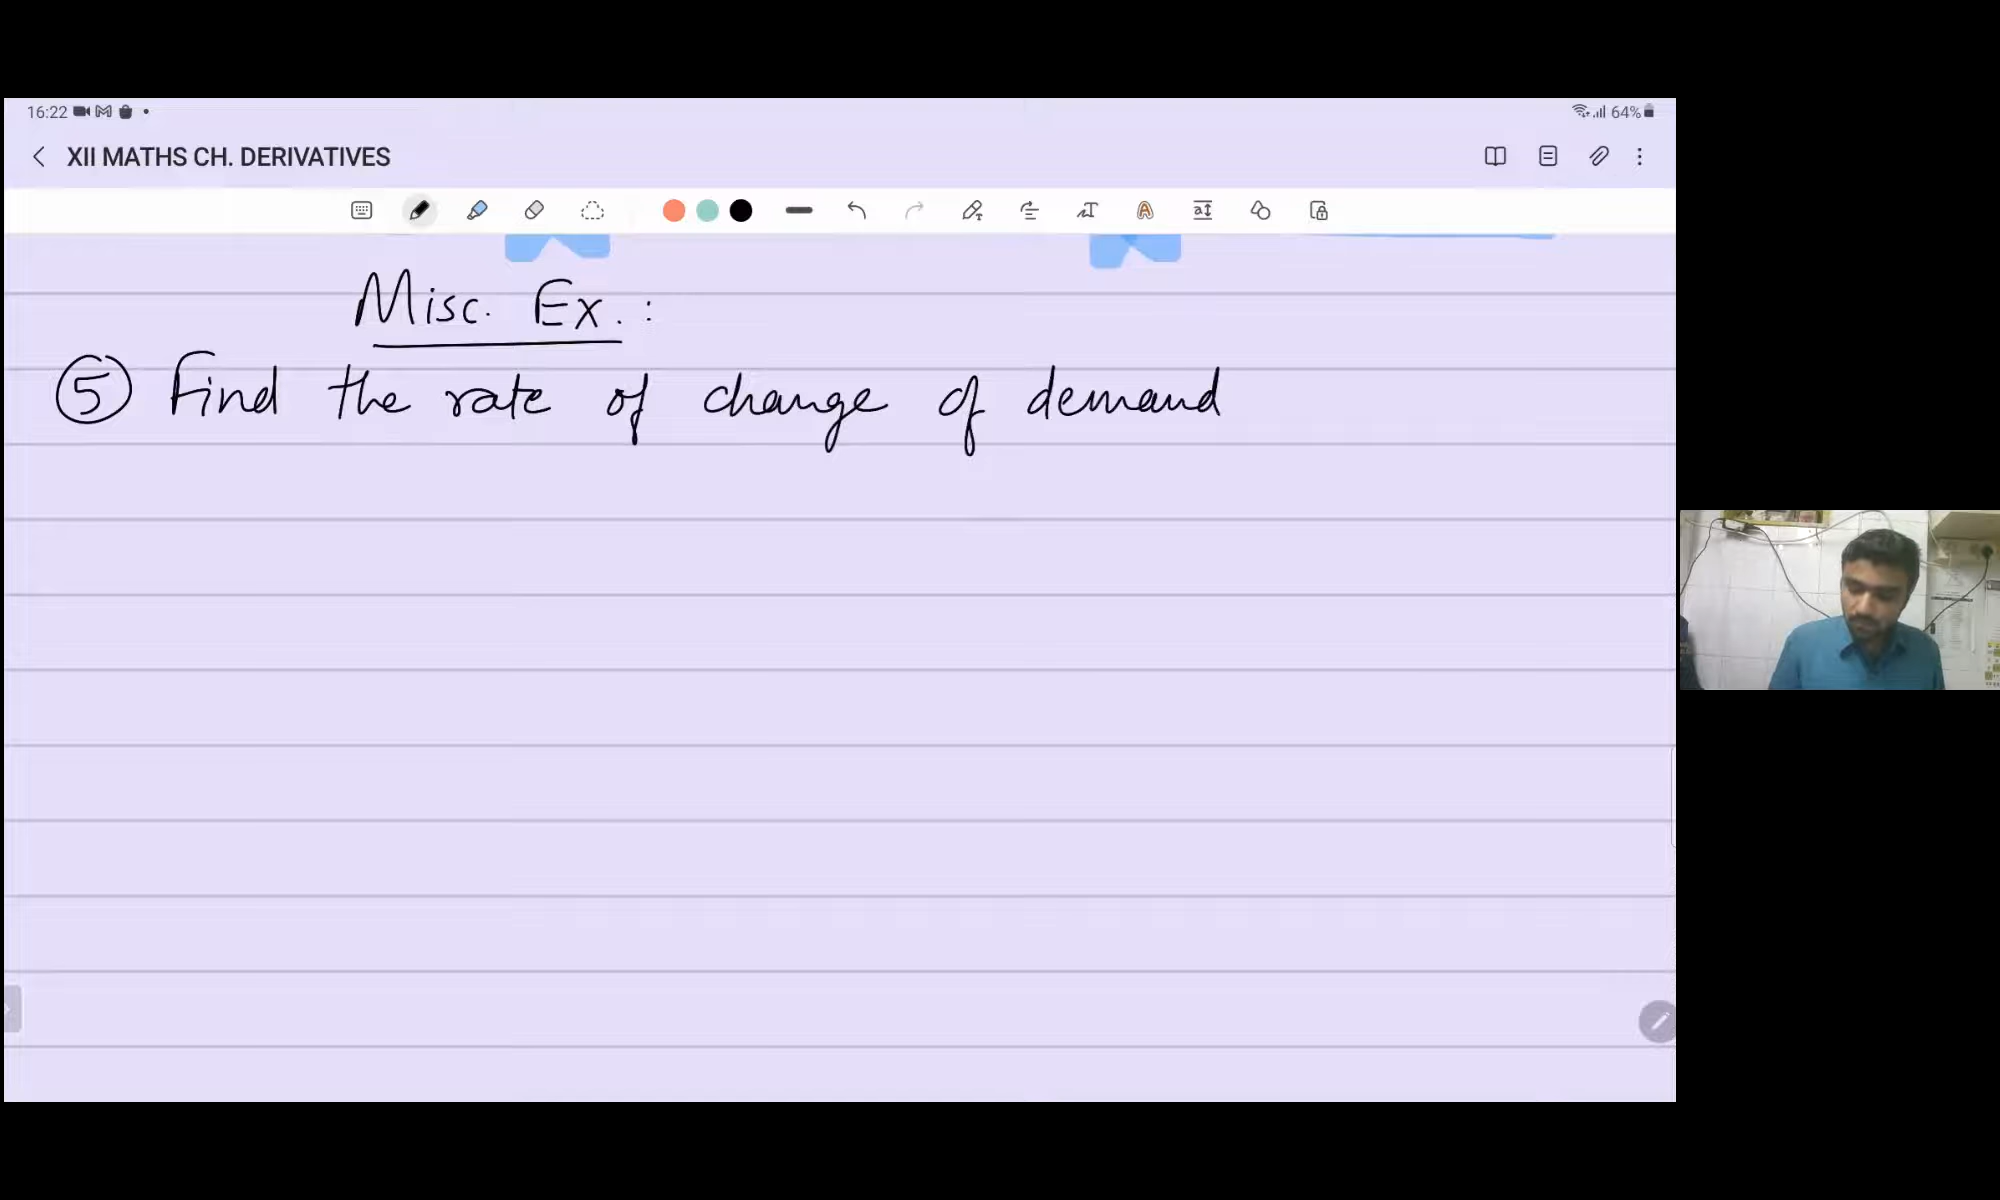 16:22
64%
XII MATHS CH. DERIVATIVES
Misc. Ex. :
5 Find the rate of change of demand